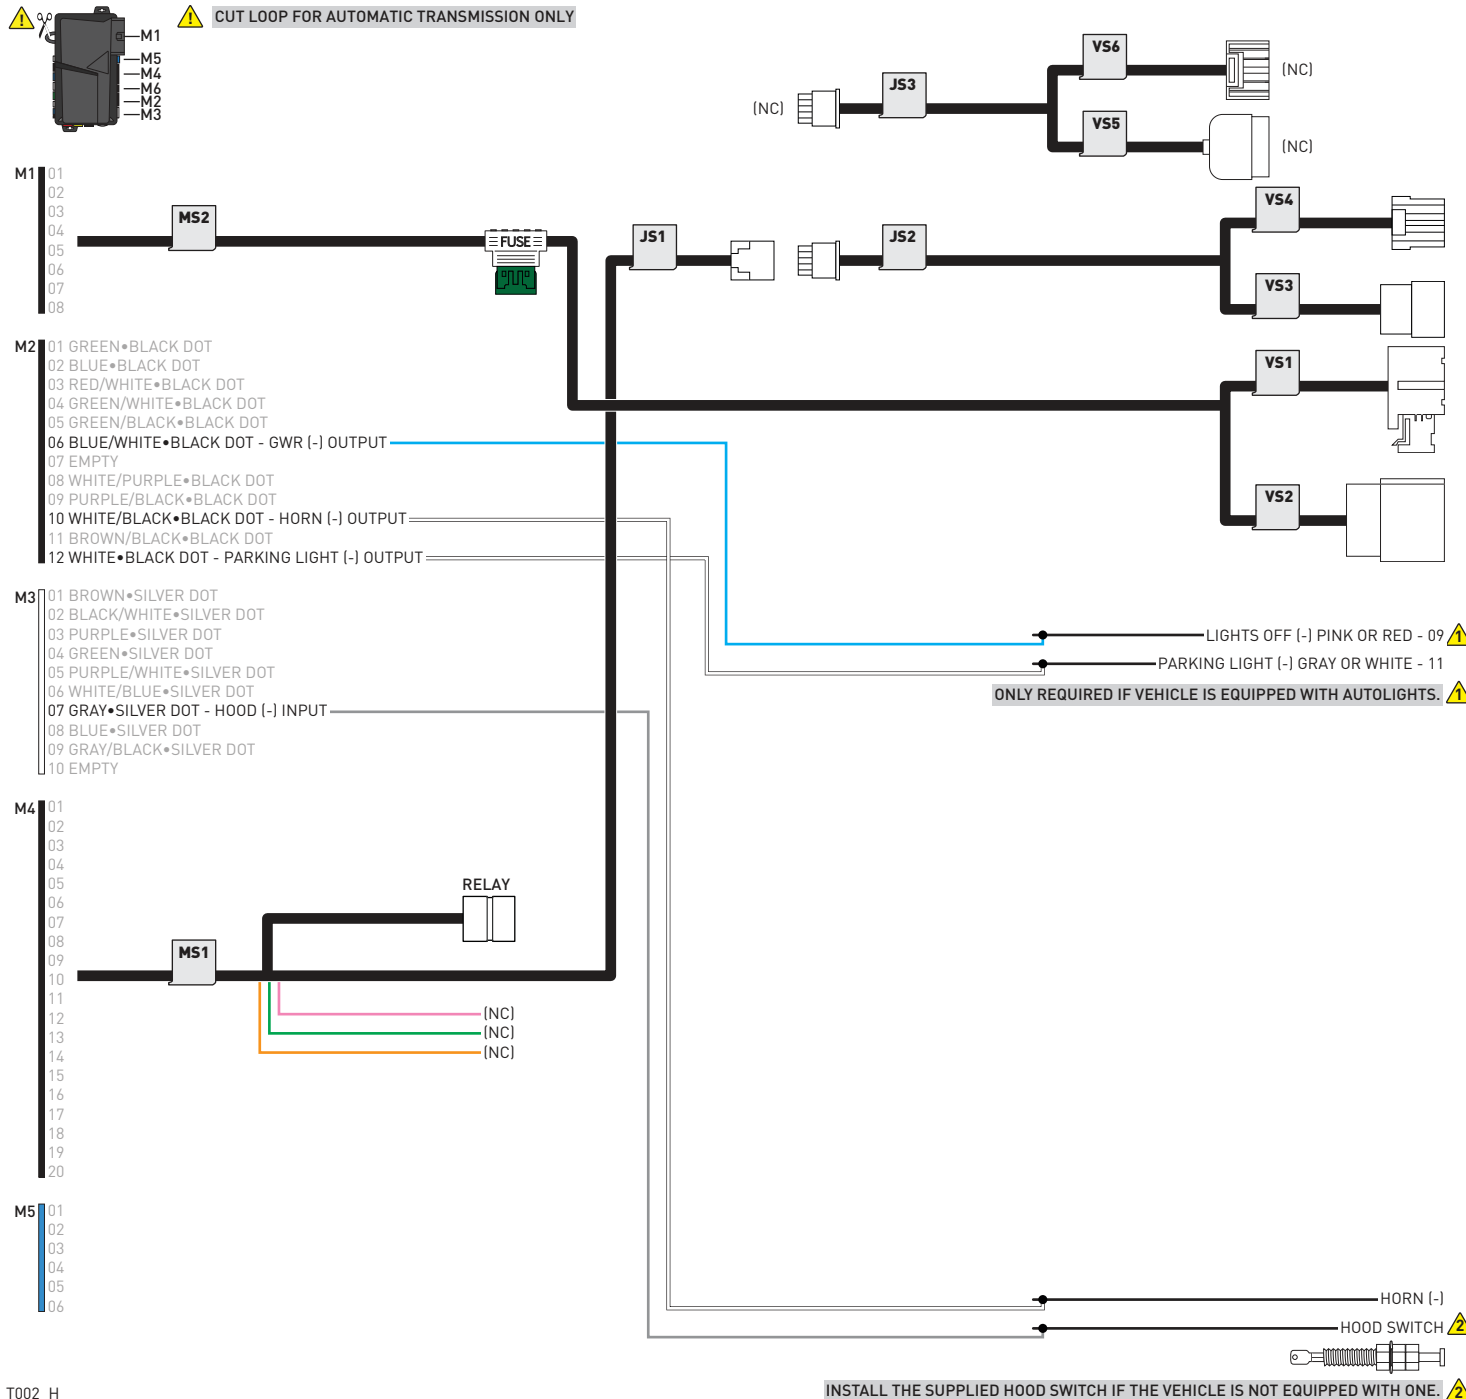 CUT LOOP FOR AUTOMATIC TRANSMISSION ONLY
M1
M5
M4
M6
M2
M3
JS3
VS6
VS5
(NC)
(NC)
(NC)
M1
01
02
03
04
05
06
07
08
MS2
FUSE
JS1
JS2
VS4
VS3
VS1
VS2
M2
01 GREEN•BLACK DOT
02 BLUE•BLACK DOT
03 RED/WHITE•BLACK DOT
04 GREEN/WHITE•BLACK DOT
05 GREEN/BLACK•BLACK DOT
06 BLUE/WHITE•BLACK DOT - GWR (-) OUTPUT
07 EMPTY
08 WHITE/PURPLE•BLACK DOT
09 PURPLE/BLACK•BLACK DOT
10 WHITE/BLACK•BLACK DOT - HORN (-) OUTPUT
11 BROWN/BLACK•BLACK DOT
12 WHITE•BLACK DOT - PARKING LIGHT (-) OUTPUT
M3
01 BROWN•SILVER DOT
02 BLACK/WHITE•SILVER DOT
03 PURPLE•SILVER DOT
04 GREEN•SILVER DOT
05 PURPLE/WHITE•SILVER DOT
06 WHITE/BLUE•SILVER DOT
07 GRAY•SILVER DOT - HOOD (-) INPUT
08 BLUE•SILVER DOT
09 GRAY/BLACK•SILVER DOT
10 EMPTY
LIGHTS OFF (-) PINK OR RED - 09 1
PARKING LIGHT (-) GRAY OR WHITE - 11
ONLY REQUIRED IF VEHICLE IS EQUIPPED WITH AUTOLIGHTS. 1
M4
01
02
03
04
05
06
07
08
09
10
11
12
13
14
15
16
17
18
19
20
RELAY
MS1
(NC)
(NC)
(NC)
M5
01
02
03
04
05
06
HORN (-)
HOOD SWITCH 2
INSTALL THE SUPPLIED HOOD SWITCH IF THE VEHICLE IS NOT EQUIPPED WITH ONE. 2
T002_H